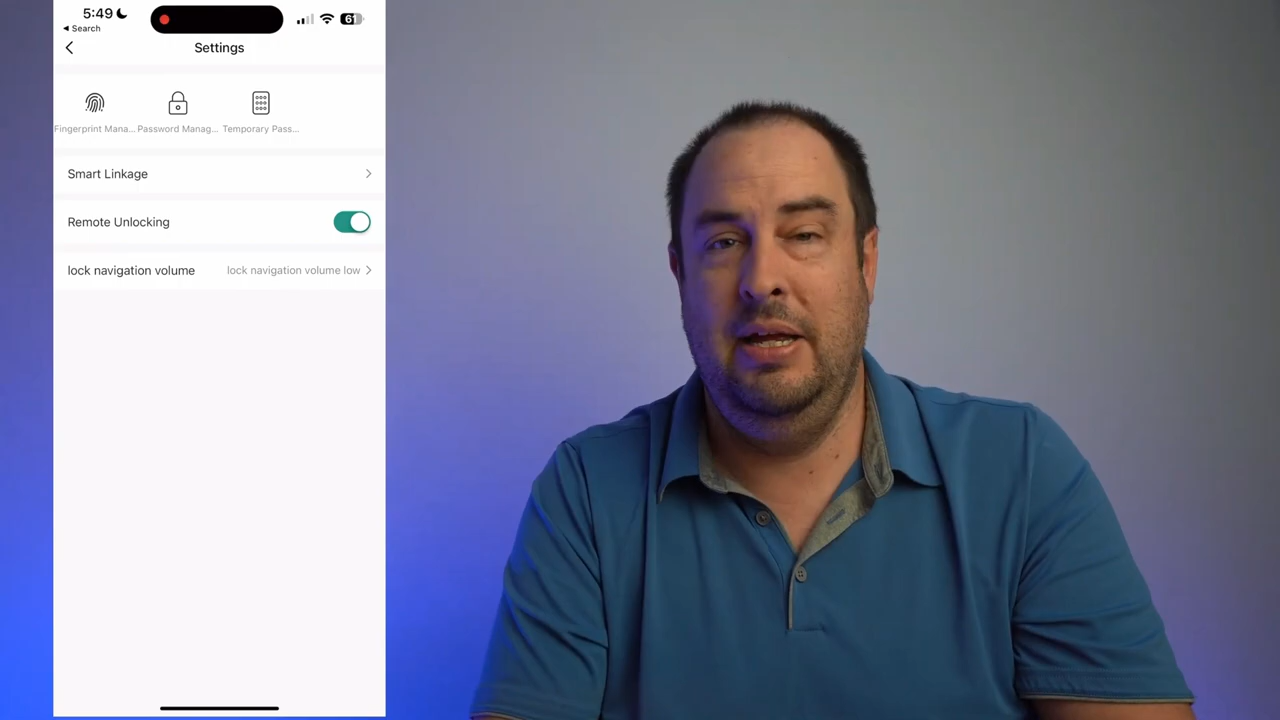 5:49
Search
61
Settings
Fingerprint Mana... Password Manag... Temporary Pass...
Smart Linkage
Remote Unlocking
lock navigation volume lock navigation volume low